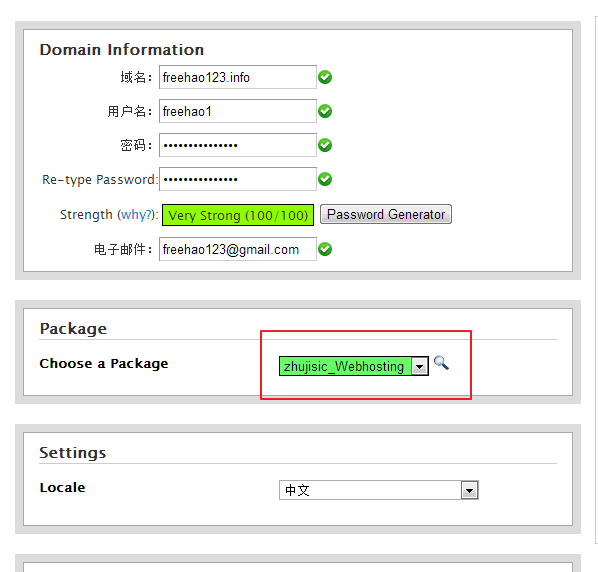 Domain Information
域名： freehao123.info
用户名： freehao1
密码： •••••••••••••••
Re-type Password: •••••••••••••••
Strength (why?): Very Strong (100/100) Password Generator
电子邮件： freehao123@gmail.com
Package
Choose a Package zhujisic_Webhosting
Settings
Locale 中文